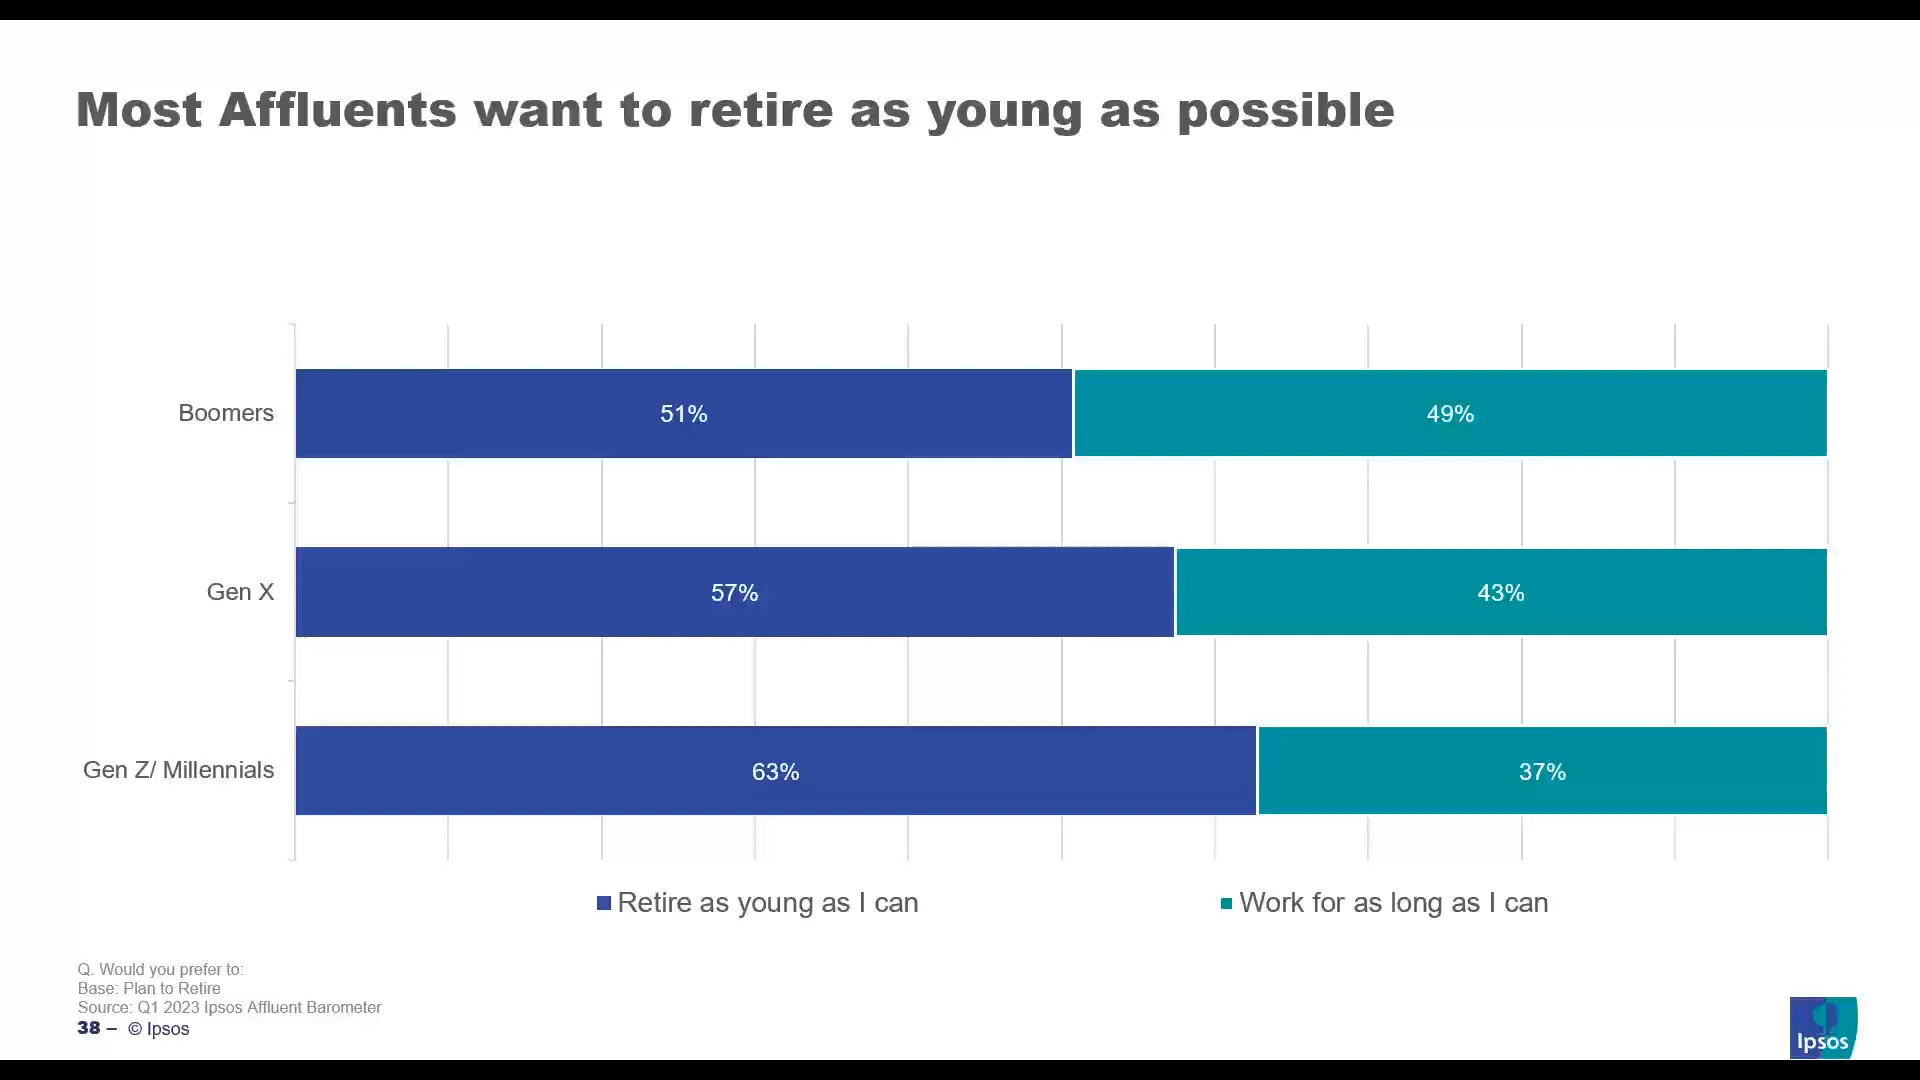 Most Affluents want to retire as young as possible
Boomers
51%
49%
Gen X
57%
43%
Gen Z/ Millennials
63%
37%
Retire as young as I can
Work for as long as I can
Q. Would you prefer to:
Base: Plan to Retire
Source: Q1 2023 Ipsos Affluent Barometer
38 – © Ipsos
Ipsos